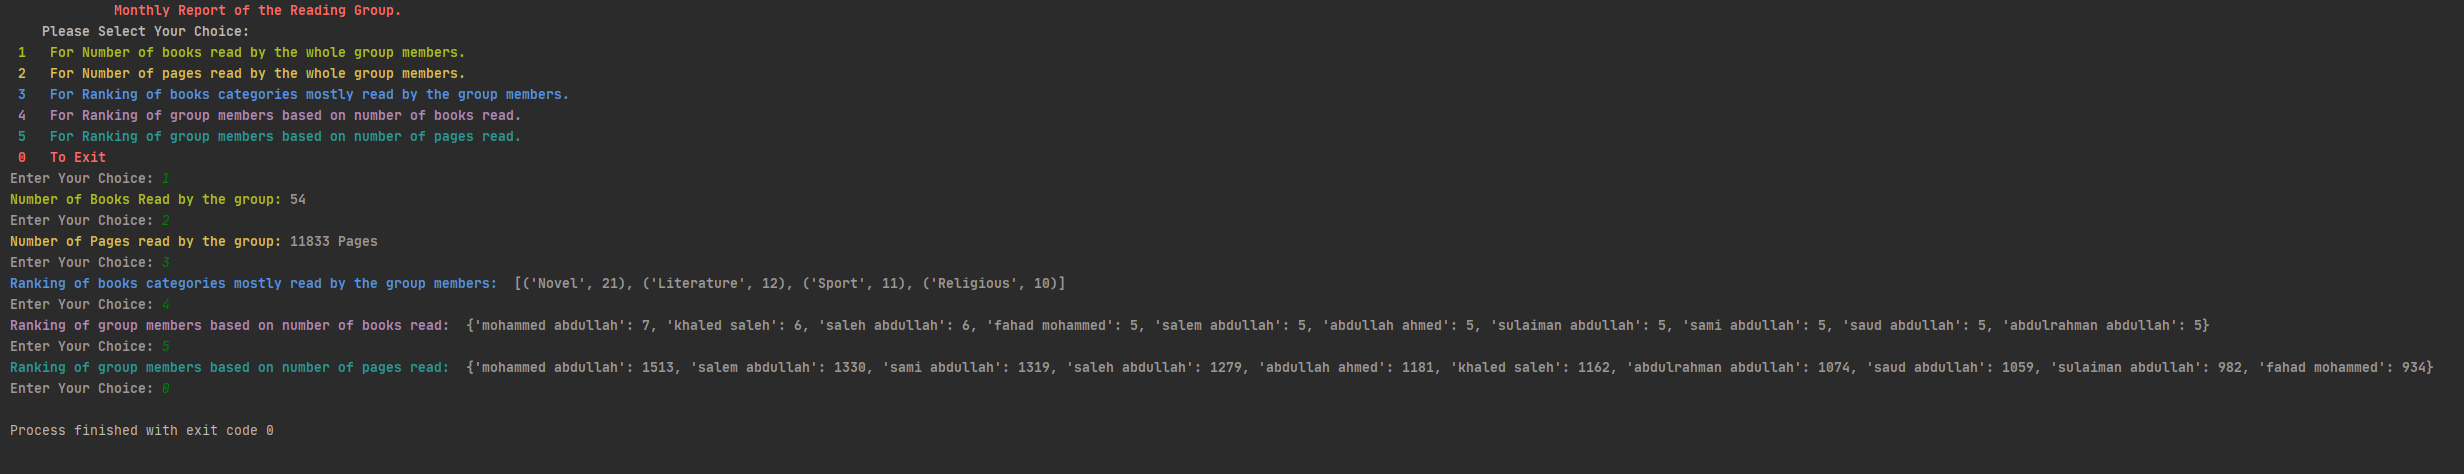 Monthly Report of the Reading Group.
Please Select Your Choice:
1 For Number of books read by the whole group members.
2 For Number of pages read by the whole group members.
3 For Ranking of books categories mostly read by the group members.
4 For Ranking of group members based on number of books read.
5 For Ranking of group members based on number of pages read.
0 To Exit
Enter Your Choice: 1
Number of Books Read by the group: 54
Enter Your Choice: 2
Number of Pages read by the group: 11833 Pages
Enter Your Choice: 3
Ranking of books categories mostly read by the group members: [('Novel', 21), ('Literature', 12), ('Sport', 11), ('Religious', 10)]
Enter Your Choice: 4
Ranking of group members based on number of books read: {'mohammed abdullah': 7, 'khaled saleh': 6, 'saleh abdullah': 6, 'fahad mohammed': 5, 'salem abdullah': 5, 'abdullah ahmed': 5, 'sulaiman abdullah': 5, 'sami abdullah': 5, 'saud abdullah': 5, 'abdulrahman abdullah': 5}
Enter Your Choice: 5
Ranking of group members based on number of pages read: {'mohammed abdullah': 1513, 'salem abdullah': 1330, 'sami abdullah': 1319, 'saleh abdullah': 1279, 'abdullah ahmed': 1181, 'khaled saleh': 1162, 'abdulrahman abdullah': 1074, 'saud abdullah': 1059, 'sulaiman abdullah': 982, 'fahad mohammed': 934}
Enter Your Choice: 0
Process finished with exit code 0